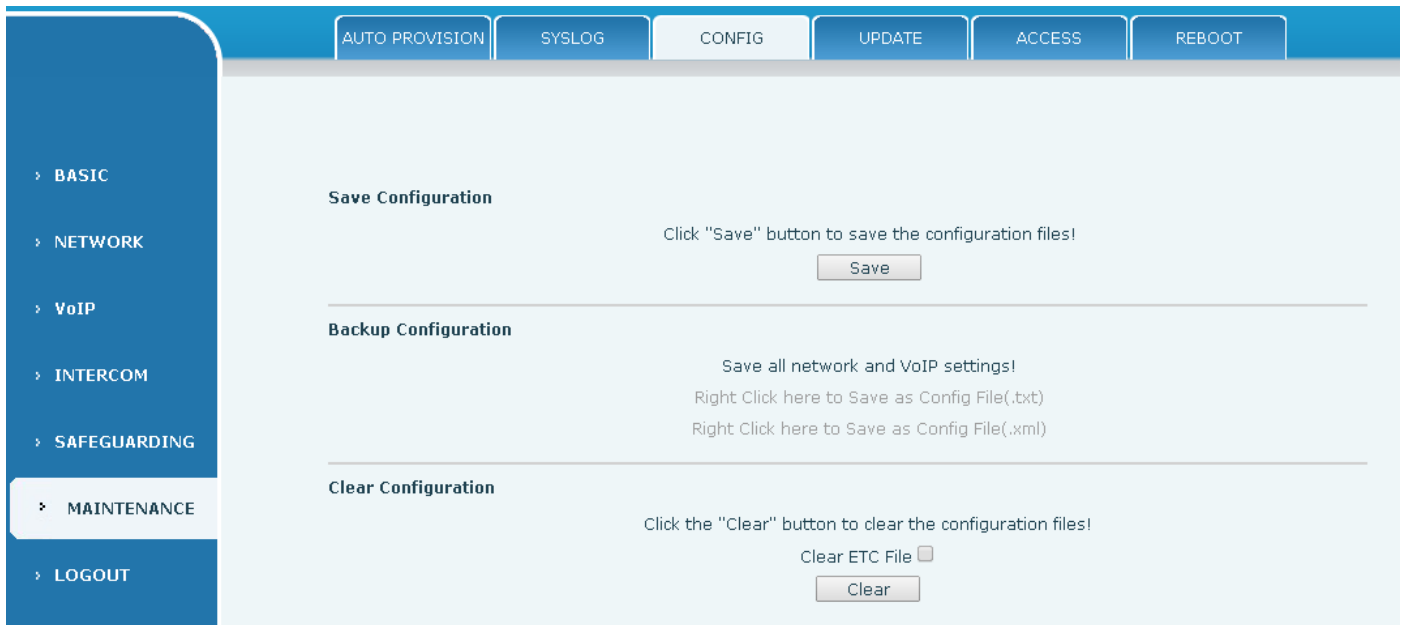 AUTO PROVISION SYSLOG CONFIG UPDATE ACCESS REBOOT
› BASIC
› NETWORK
› VoIP
› INTERCOM
› SAFEGUARDING
› MAINTENANCE
› LOGOUT
Save Configuration
Click "Save" button to save the configuration files!
Save
Backup Configuration
Save all network and VoIP settings!
Right Click here to Save as Config File(.txt)
Right Click here to Save as Config File(.xml)
Clear Configuration
Click the "Clear" button to clear the configuration files!
Clear ETC File
Clear